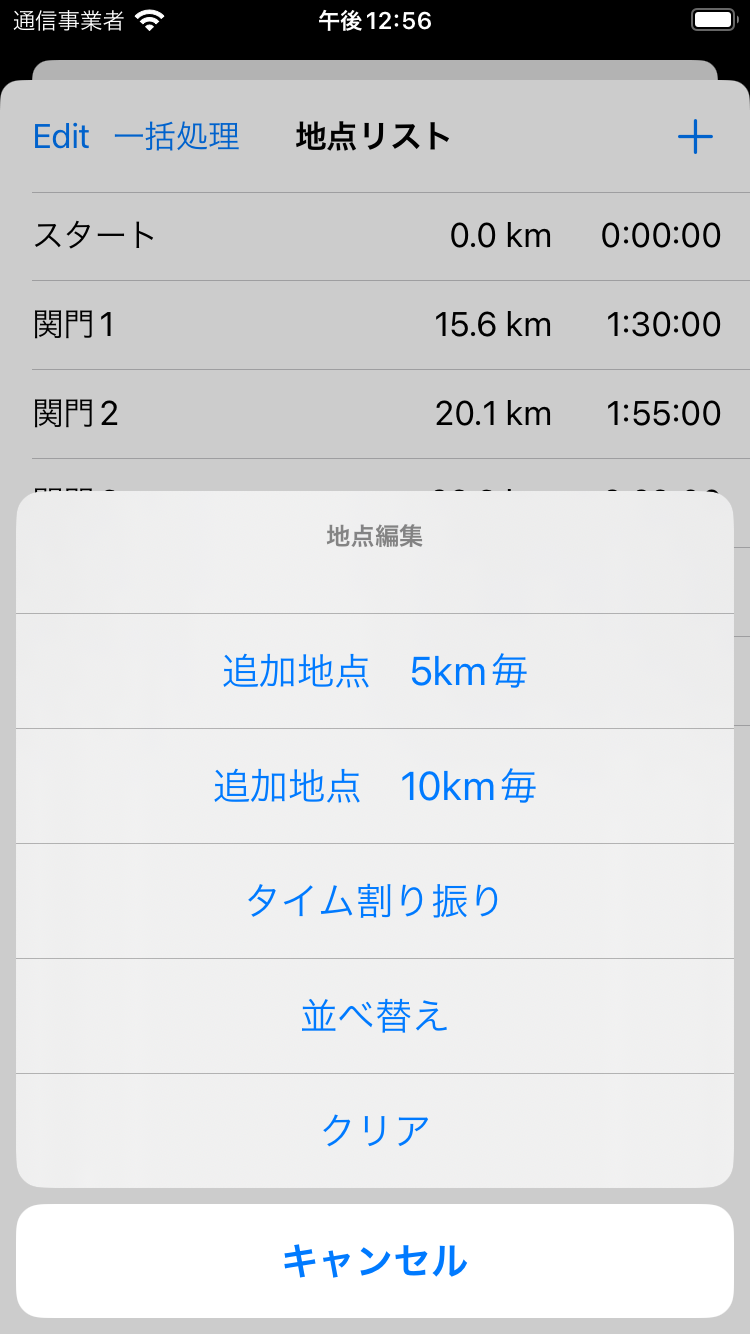 通信事業者 午後12:56
Edit 一括処理 地点リスト +
スタート 0.0 km 0:00:00
関門1 15.6 km 1:30:00
関門2 20.1 km 1:55:00
地点編集
追加地点　5km毎
追加地点　10km毎
タイム割り振り
並べ替え
クリア
キャンセル